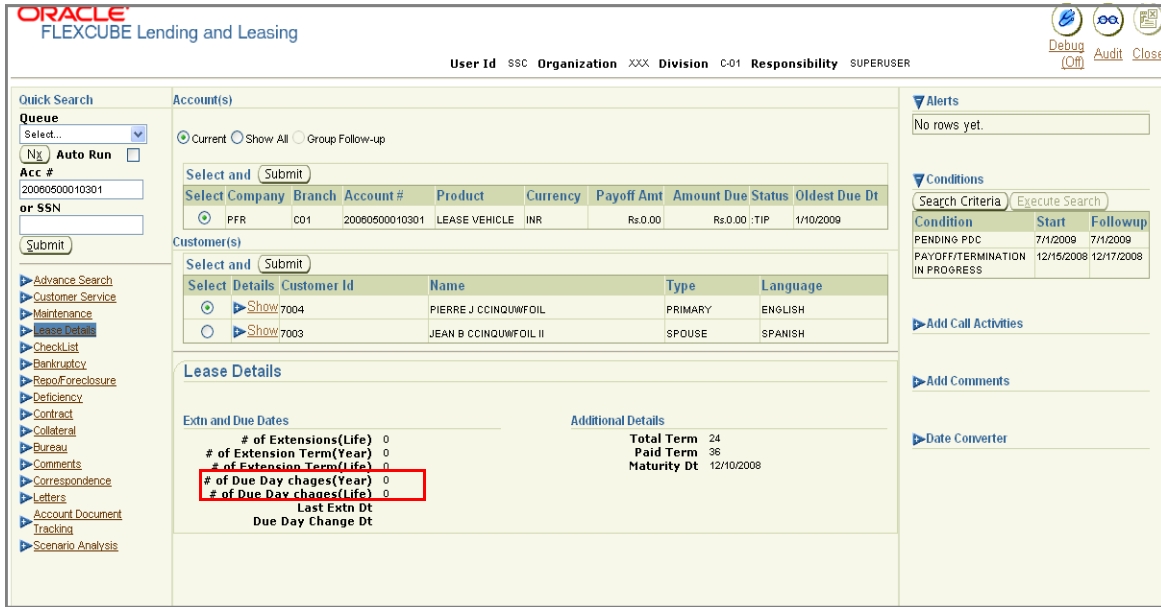 ORACLE
FLEXCUBE Lending and Leasing
Debug (Off) Audit Close
User Id SSC Organization XXX Division C-01 Responsibility SUPERUSER
Quick Search
Queue
Select...
Nx Auto Run
Acc #
20060500010301
or SSN
Submit
Advance Search
Customer Service
Maintenance
Lease Details
CheckList
Bankruptcy
Repo/Foreclosure
Deficiency
Contract
Collateral
Bureau
Comments
Correspondence
Letters
Account Document
Tracking
Scenario Analysis
Account(s)
Current Show All Group Follow-up
Select and Submit
Select Company Branch Account # Product Currency Payoff Amt Amount Due Status Oldest Due Dt
PFR C01 20060500010301 LEASE VEHICLE INR Rs.0.00 Rs.0.00 :TIP 1/10/2009
Customer(s)
Select and Submit
Select Details Customer Id Name Type Language
Show 7004 PIERRE J CCINQUWFOIL PRIMARY ENGLISH
Show 7003 JEAN B CCINQUWFOIL II SPOUSE SPANISH
Lease Details
Extn and Due Dates
# of Extensions(Life) 0
# of Extension Term(Year) 0
# of Extension Term(Life) 0
# of Due Day chages(Year) 0
# of Due Day chages(Life) 0
Last Extn Dt
Due Day Change Dt
Additional Details
Total Term 24
Paid Term 36
Maturity Dt 12/10/2008
Alerts
No rows yet.
Conditions
Search Criteria Execute Search
Condition Start Followup
PENDING PDC 7/1/2009 7/1/2009
PAYOFF/TERMINATION 12/15/2008 12/17/2008
IN PROGRESS
Add Call Activities
Add Comments
Date Converter